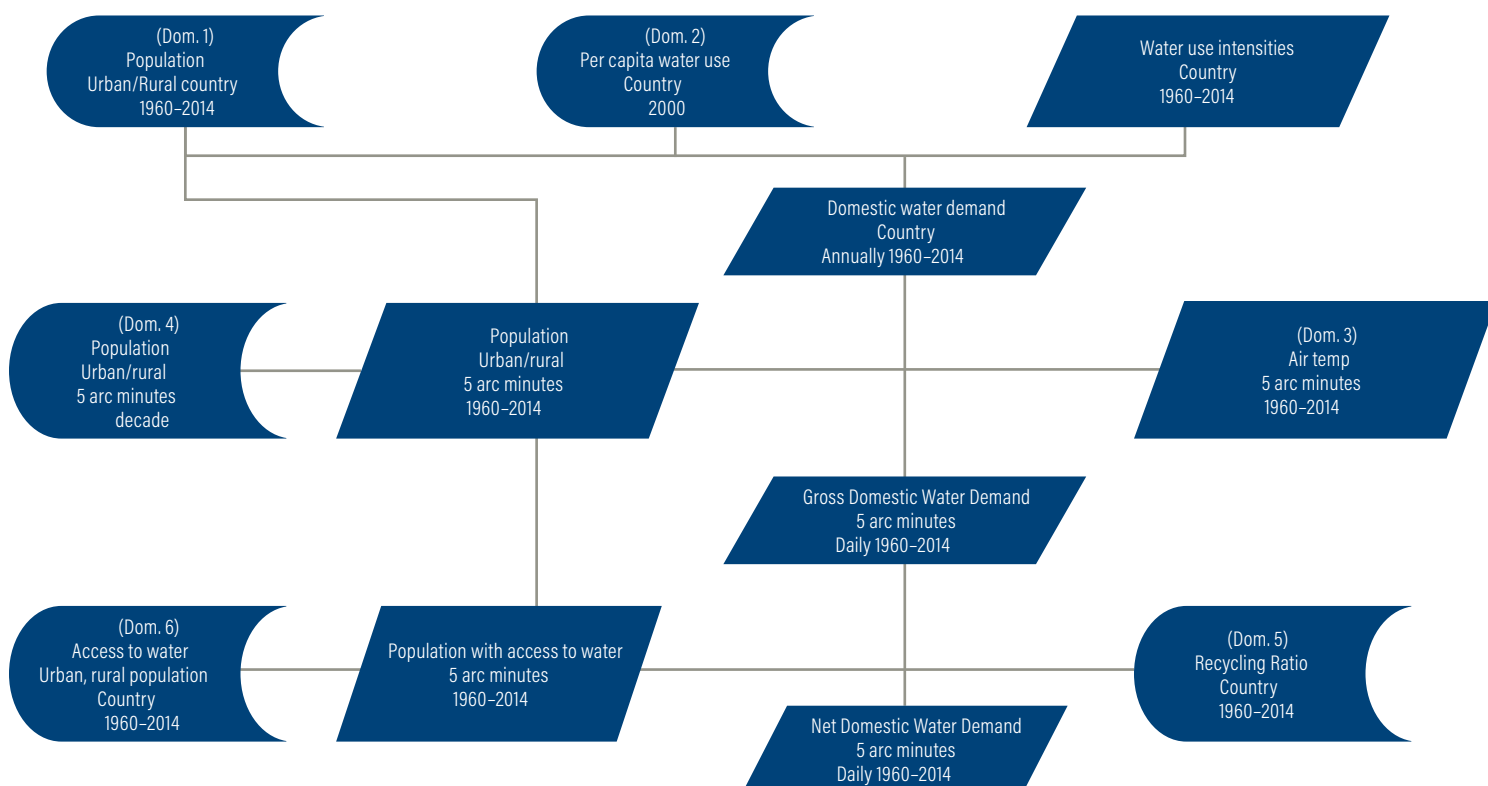 (Dom. 1)
Population
Urban/Rural country
1960–2014
(Dom. 2)
Per capita water use
Country
2000
Water use intensities
Country
1960–2014
Domestic water demand
Country
Annually 1960–2014
(Dom. 4)
Population
Urban/rural
5 arc minutes
decade
Population
Urban/rural
5 arc minutes
1960–2014
(Dom. 3)
Air temp
5 arc minutes
1960–2014
Gross Domestic Water Demand
5 arc minutes
Daily 1960–2014
(Dom. 6)
Access to water
Urban, rural population
Country
1960–2014
Population with access to water
5 arc minutes
1960–2014
(Dom. 5)
Recycling Ratio
Country
1960–2014
Net Domestic Water Demand
5 arc minutes
Daily 1960–2014